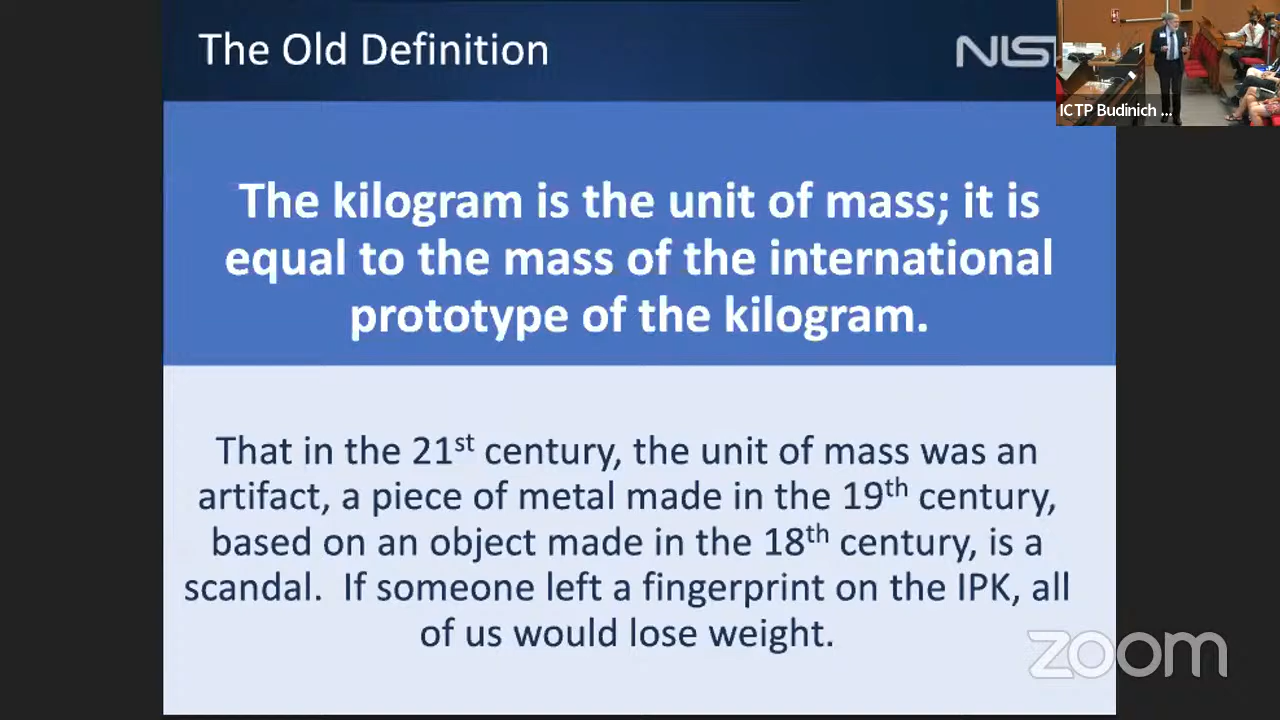 The Old Definition
NIS
ICTP Budinich ...
The kilogram is the unit of mass; it is
equal to the mass of the international
prototype of the kilogram.
That in the 21st century, the unit of mass was an
artifact, a piece of metal made in the 19th century,
based on an object made in the 18th century, is a
scandal.  If someone left a fingerprint on the IPK, all
of us would lose weight.
zoom